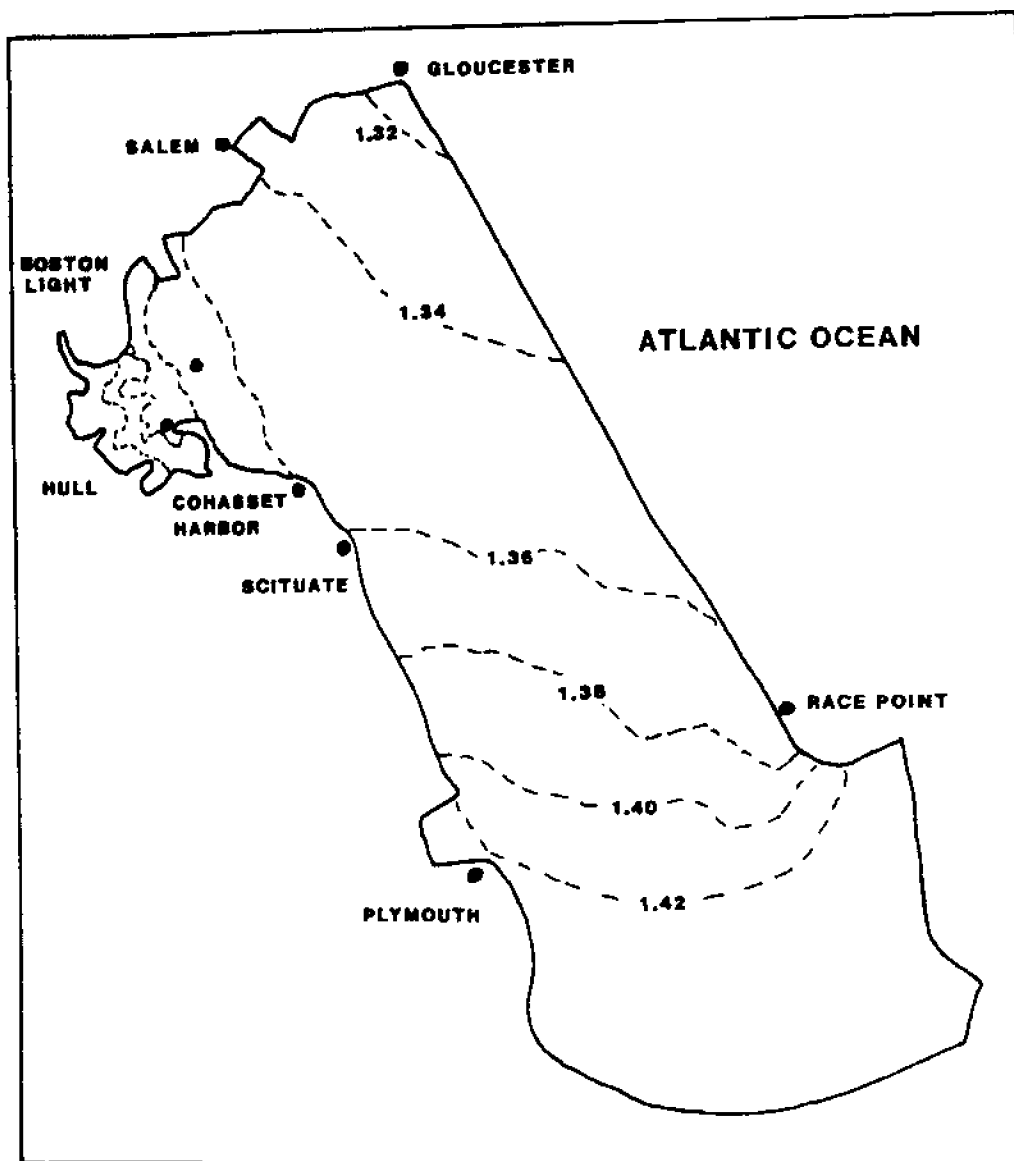 GLOUCESTER
1.32
SALEM
BOSTON
LIGHT
1.34
ATLANTIC OCEAN
HULL
COHASSET
HARBOR
1.36
SCITUATE
1.38
RACE POINT
1.40
1.42
PLYMOUTH